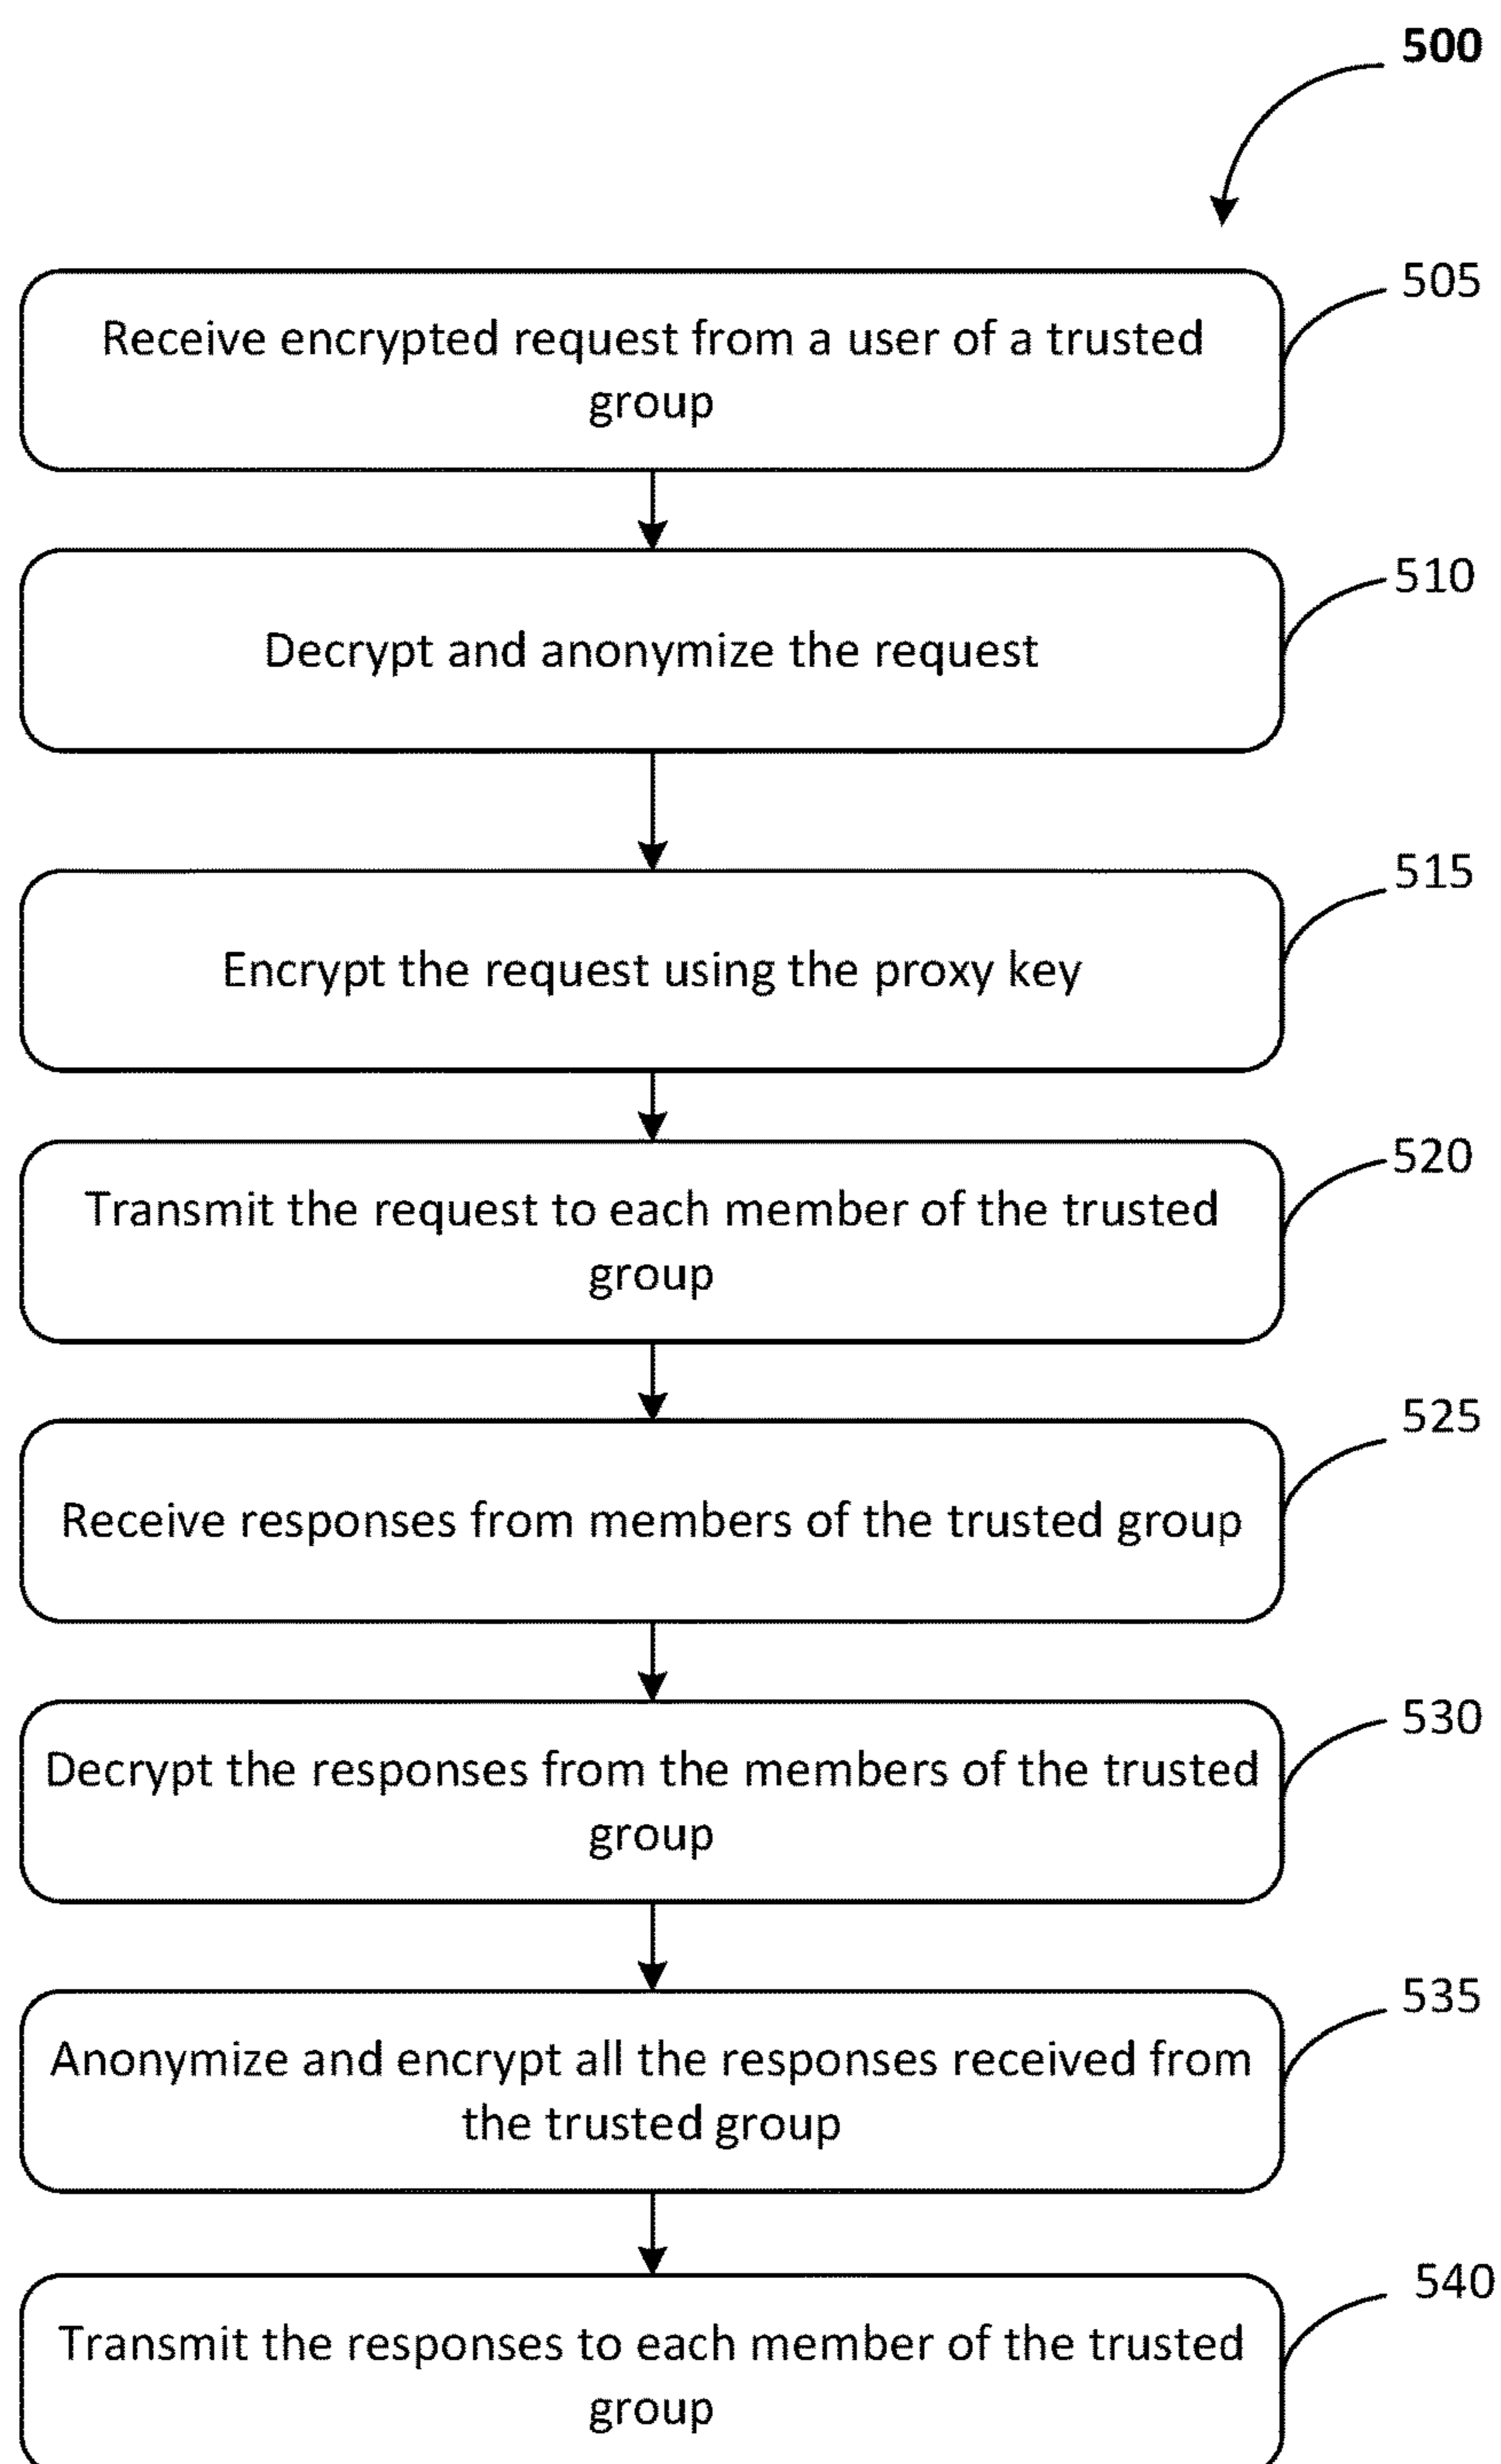 500
505
Receive encrypted request from a user of a trusted
group
510
Decrypt and anonymize the request
515
Encrypt the request using the proxy key
520
Transmit the request to each member of the trusted
group
525
Receive responses from members of the trusted group
530
Decrypt the responses from the members of the trusted
group
535
Anonymize and encrypt all the responses received from
the trusted group
540
Transmit the responses to each member of the trusted
group